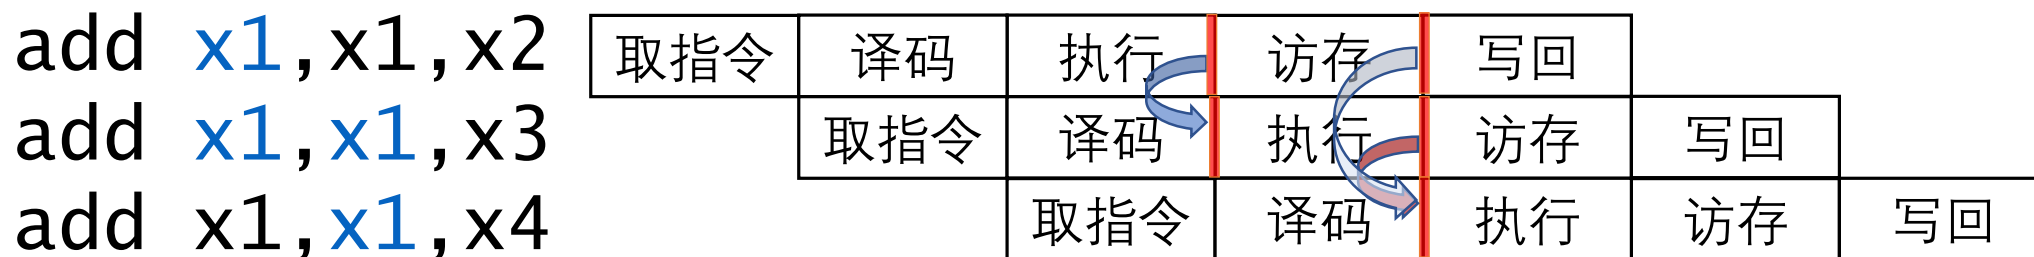 add x1,x1,x2 取指令 译码 执行 访存 写回
add x1,x1,x3 取指令 译码 执行 访存 写回
add x1,x1,x4 取指令 译码 执行 访存 写回